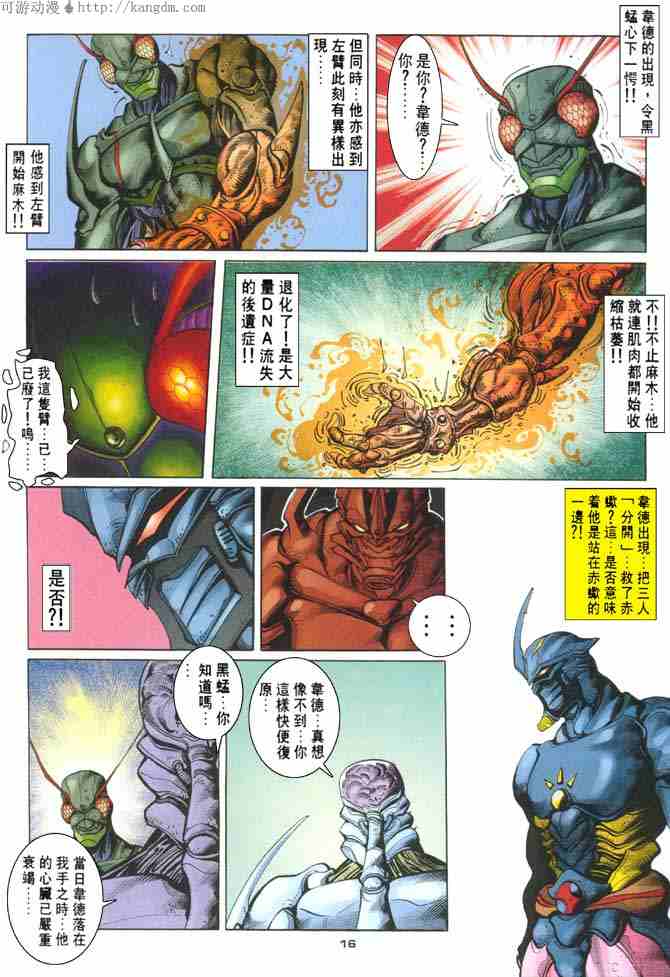 可游动漫 http://kangdm.com/
韋德的出現，令黑
蜢心下一愕!!
是你?韋德?…
你?……
但同時…他亦感到
左臂此刻有異樣出
現……
他感到左臂
開始麻木!!
不!!不止麻木…他
就連肌肉都開始收
縮枯萎!!
退化了!是大
量DNA流失
的後遺症!!
我這隻臂…已…
已廢了!嗚……
韋德出現…把三人
「分開」…救了赤
蠍?這…是否意味
着他是站在赤蠍的
一邊?!
……
是否?!
韋德…真想
像不到…你
這樣快便復
原…
黑蜢…你
知道嗎…
…
當日韋德落在
我手之時…他
的心臟已嚴重
衰竭…
16